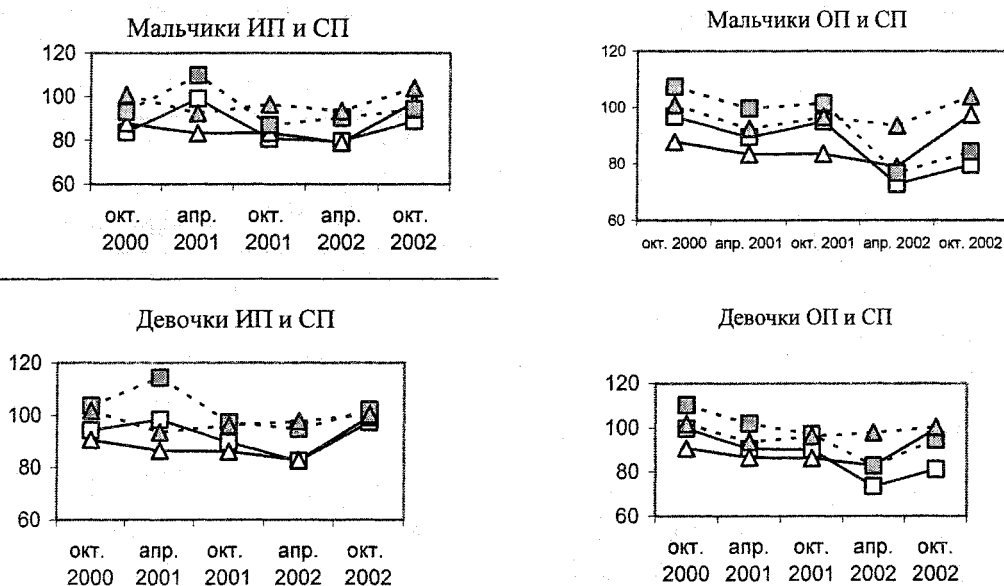 Мальчики ИП и СП
120
100
80
60
окт. апр. окт. апр. окт.
2000 2001 2001 2002 2002
Мальчики ОП и СП
120
100
80
60
окт. 2000 апр. 2001 окт. 2001 апр. 2002 окт. 2002
Девочки ИП и СП
120
100
80
60
окт. апр. окт. апр. окт.
2000 2001 2001 2002 2002
Девочки ОП и СП
120
100
80
60
окт. апр. окт. апр. окт.
2000 2001 2001 2002 2002